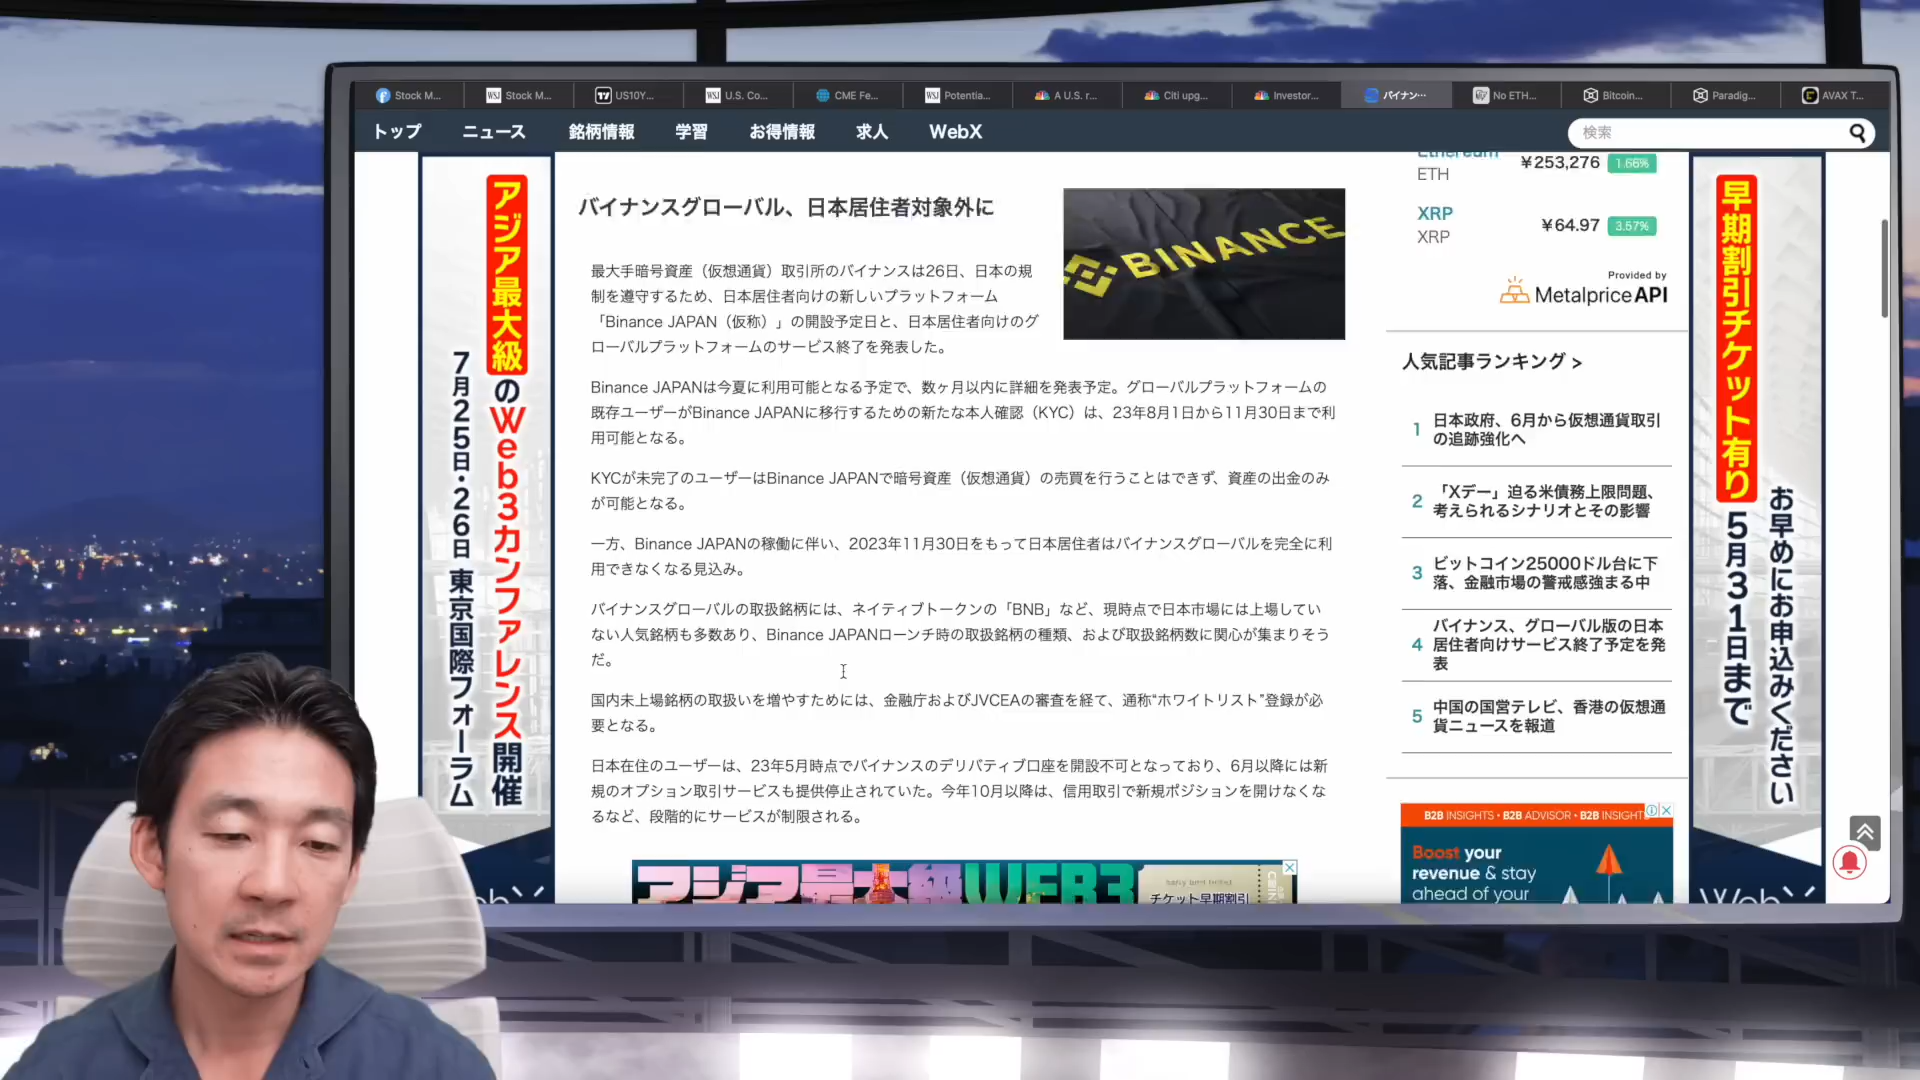 Stock M...
Stock M...
US10Y...
U.S. Co...
CME Fe...
Potentia...
A U.S. r...
Citi upg...
Investor...
バイナン…
No ETH...
Bitcoin...
Paradig...
AVAX T...
トップ
ニュース
銘柄情報
学習
お得情報
求人
WebX
検索
アジア最大級のWeb3カンファレンス開催
7月25日・26日 東京国際フォーラム
バイナンスグローバル、日本居住者対象外に
BINANCE
最大手暗号資産（仮想通貨）取引所のバイナンスは26日、日本の規
制を遵守するため、日本居住者向けの新しいプラットフォーム
「Binance JAPAN（仮称）」の開設予定日と、日本居住者向けのグ
ローバルプラットフォームのサービス終了を発表した。
Binance JAPANは今夏に利用可能となる予定で、数ヶ月以内に詳細を発表予定。グローバルプラットフォームの
既存ユーザーがBinance JAPANに移行するための新たな本人確認（KYC）は、23年8月1日から11月30日まで利
用可能となる。
KYCが未完了のユーザーはBinance JAPANで暗号資産（仮想通貨）の売買を行うことはできず、資産の出金のみ
が可能となる。
一方、Binance JAPANの稼働に伴い、2023年11月30日をもって日本居住者はバイナンスグローバルを完全に利
用できなくなる見込み。
バイナンスグローバルの取扱銘柄には、ネイティブトークンの「BNB」など、現時点で日本市場には上場してい
ない人気銘柄も多数あり、Binance JAPANローンチ時の取扱銘柄の種類、および取扱銘柄数に関心が集まりそう
だ。
国内未上場銘柄の取扱いを増やすためには、金融庁およびJVCEAの審査を経て、通称“ホワイトリスト”登録が必
要となる。
日本在住のユーザーは、23年5月時点でバイナンスのデリバティブ口座を開設不可となっており、6月以降には新
規のオプション取引サービスも提供停止されていた。今年10月以降は、信用取引で新規ポジションを開けなくな
るなど、段階的にサービスが制限される。
アジア最大級WEB3
チケット早期割引
Ethereum
ETH
¥253,276
1.66%
XRP
XRP
¥64.97
3.57%
Provided by
MetalpriceAPI
人気記事ランキング >
1 日本政府、6月から仮想通貨取引
の追跡強化へ
2 「Xデー」迫る米債務上限問題、
考えられるシナリオとその影響
3 ビットコイン25000ドル台に下
落、金融市場の警戒感強まる中
4 バイナンス、グローバル版の日本
居住者向けサービス終了予定を発
表
5 中国の国営テレビ、香港の仮想通
貨ニュースを報道
B2B INSIGHTS • B2B ADVISOR • B2B INSIGHT
Boost your
revenue & stay
ahead of your
早期割引チケット有り 5月31日まで
お早めにお申込みください